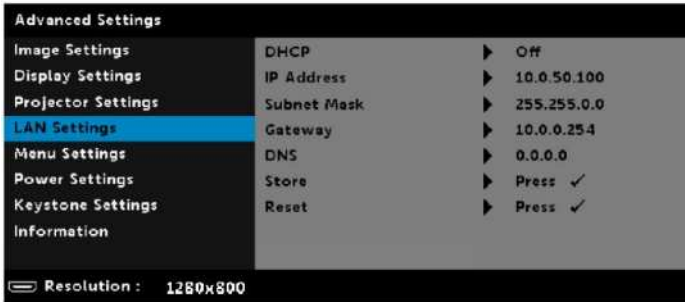 Advanced Settings
Image Settings
Display Settings
Projector Settings
LAN Settings
Menu Settings
Power Settings
Keystone Settings
Information
DHCP Off
IP Address 10.0.50.100
Subnet Mask 255.255.0.0
Gateway 10.0.0.254
DNS 0.0.0.0
Store Press ✓
Reset Press ✓
Resolution : 1280x800